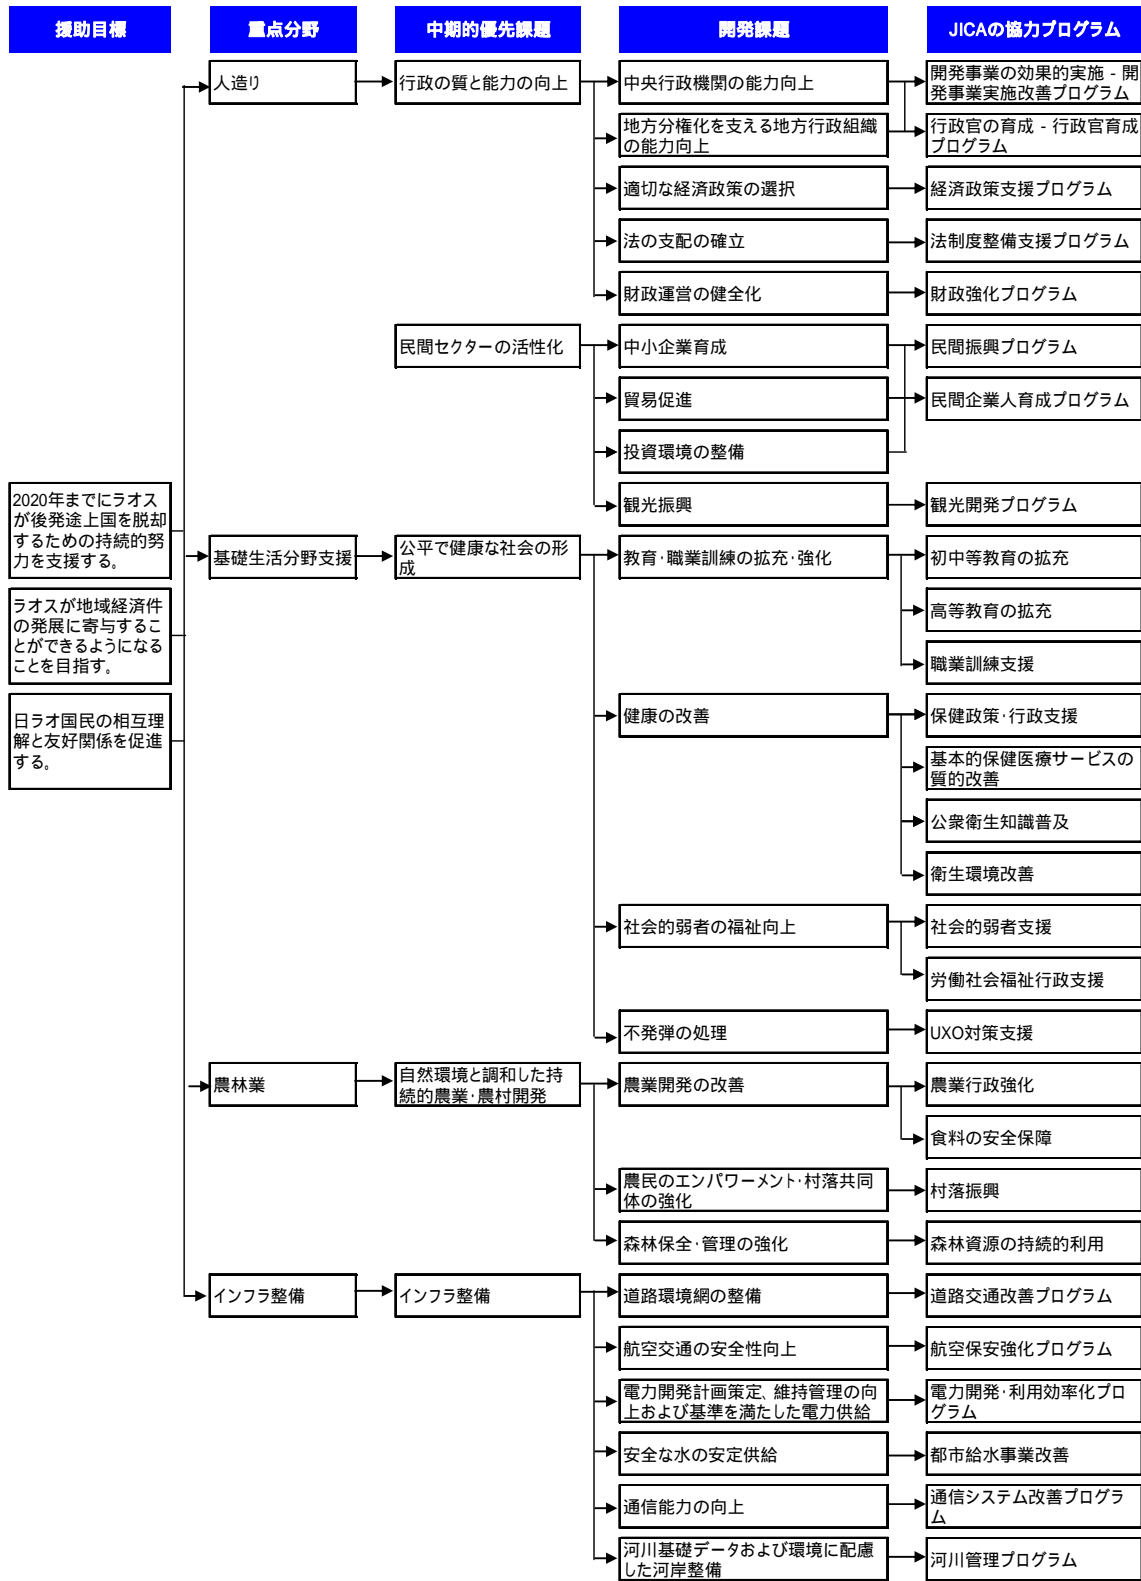 援助目標
重点分野
中期的優先課題
開発課題
JICAの協力プログラム
人造り
行政の質と能力の向上
中央行政機関の能力向上
開発事業の効果的実施 - 開
発事業実施改善プログラム
地方分権化を支える地方行政組織
の能力向上
行政官の育成 - 行政官育成
プログラム
適切な経済政策の選択
経済政策支援プログラム
法の支配の確立
法制度整備支援プログラム
財政運営の健全化
財政強化プログラム
民間セクターの活性化
中小企業育成
民間振興プログラム
貿易促進
民間企業人育成プログラム
投資環境の整備
観光振興
観光開発プログラム
2020年までにラオス
が後発途上国を脱却
するための持続的努
力を支援する。
基礎生活分野支援
公平で健康な社会の形
成
教育・職業訓練の拡充・強化
初中等教育の拡充
高等教育の拡充
ラオスが地域経済件
の発展に寄与するこ
とができるようになる
ことを目指す。
職業訓練支援
日ラオ国民の相互理
解と友好関係を促進
する。
健康の改善
保健政策・行政支援
基本的保健医療サービスの
質的改善
公衆衛生知識普及
衛生環境改善
社会的弱者の福祉向上
社会的弱者支援
労働社会福祉行政支援
不発弾の処理
UXO対策支援
農林業
自然環境と調和した持
続的農業・農村開発
農業開発の改善
農業行政強化
食料の安全保障
農民のエンパワーメント・村落共同
体の強化
村落振興
森林保全・管理の強化
森林資源の持続的利用
インフラ整備
インフラ整備
道路環境網の整備
道路交通改善プログラム
航空交通の安全性向上
航空保安強化プログラム
電力開発計画策定、維持管理の向
上および基準を満たした電力供給
電力開発・利用効率化プロ
グラム
安全な水の安定供給
都市給水事業改善
通信能力の向上
通信システム改善プログラ
ム
河川基礎データおよび環境に配慮
した河岸整備
河川管理プログラム